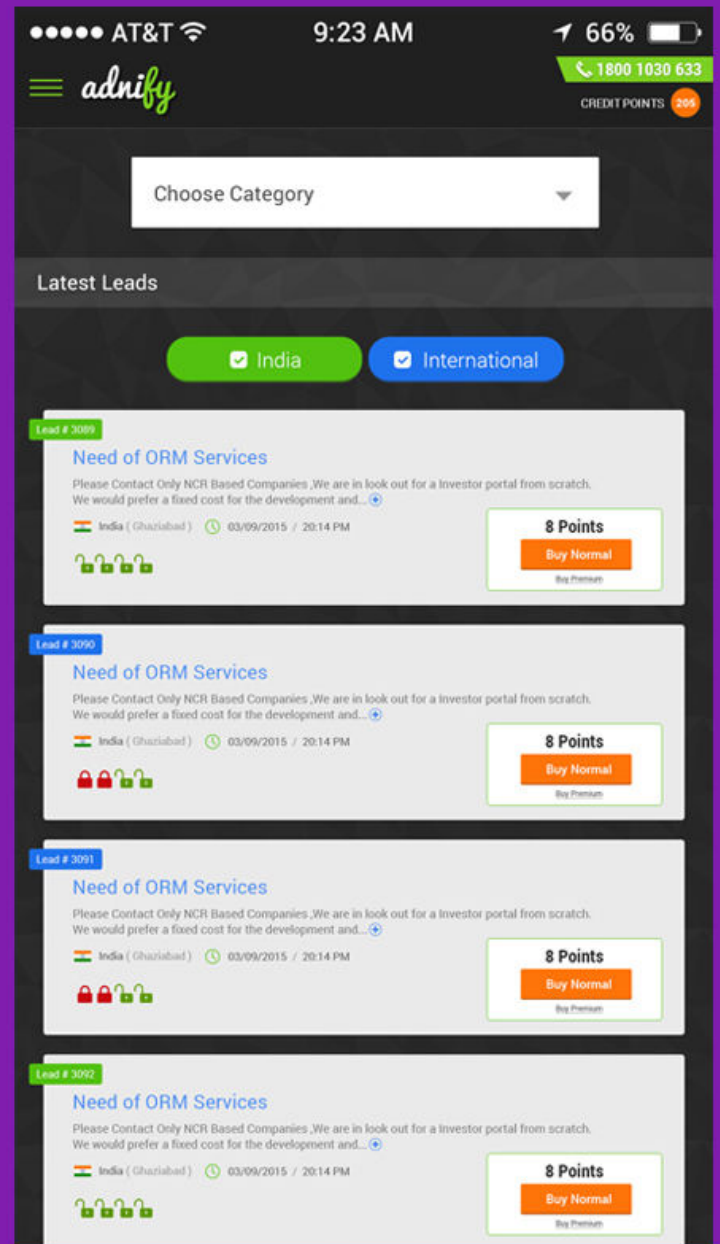 AT&T 9:23 AM 66%
adnify
1800 1030 633
CREDIT POINTS 205
Choose Category
Latest Leads
India International
Lead # 3089
Need of ORM Services
Please Contact Only NCR Based Companies ,We are in look out for a Investor portal from scratch.
We would prefer a fixed cost for the development and...
India ( Ghaziabad ) 03/09/2015 / 20:14 PM
8 Points
Buy Normal
Buy Premium
Lead # 3090
Need of ORM Services
Please Contact Only NCR Based Companies ,We are in look out for a Investor portal from scratch.
We would prefer a fixed cost for the development and...
India ( Ghaziabad ) 03/09/2015 / 20:14 PM
8 Points
Buy Normal
Buy Premium
Lead # 3091
Need of ORM Services
Please Contact Only NCR Based Companies ,We are in look out for a Investor portal from scratch.
We would prefer a fixed cost for the development and...
India ( Ghaziabad ) 03/09/2015 / 20:14 PM
8 Points
Buy Normal
Buy Premium
Lead # 3092
Need of ORM Services
Please Contact Only NCR Based Companies ,We are in look out for a Investor portal from scratch.
We would prefer a fixed cost for the development and...
India ( Ghaziabad ) 03/09/2015 / 20:14 PM
8 Points
Buy Normal
Buy Premium